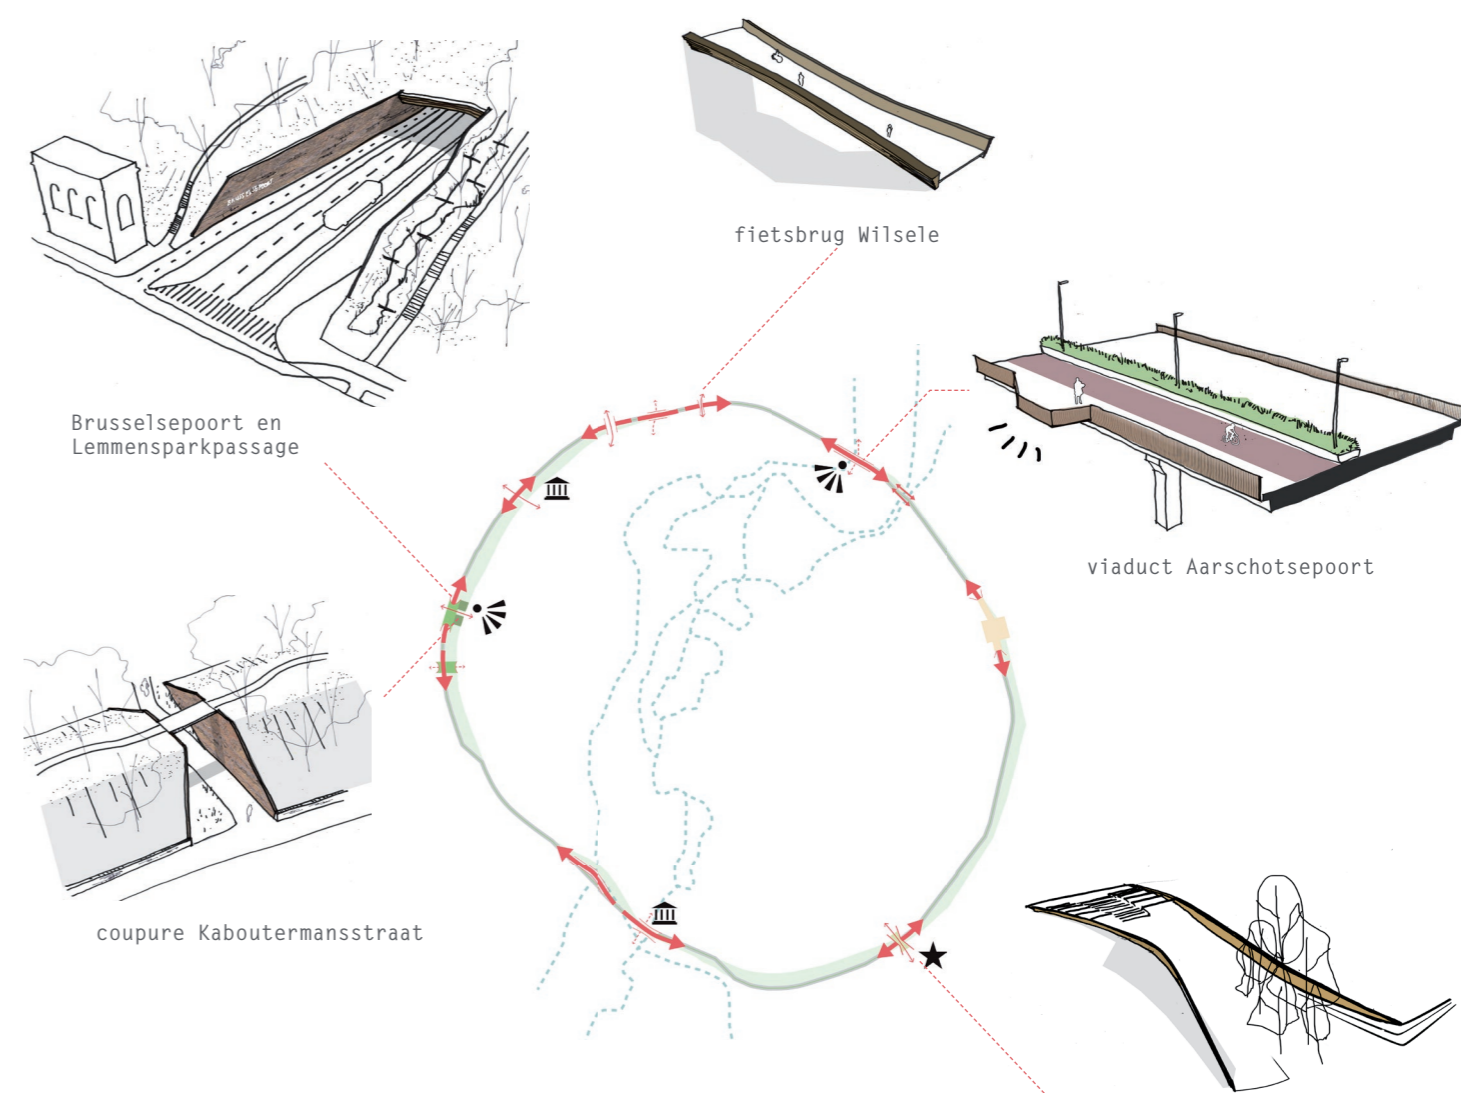 fietsbrug Wilsele
Brusselsepoort en
Lemmensparkpassage
viaduct Aarschotsepoort
coupure Kaboutermansstraat